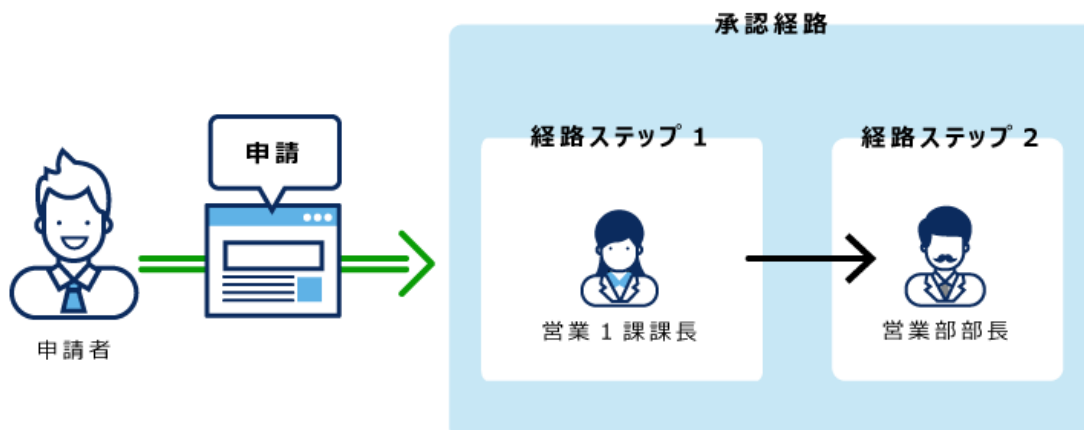 承認経路
申請
経路ステップ 1
経路ステップ 2
営業 1 課課長
営業部部長
申請者